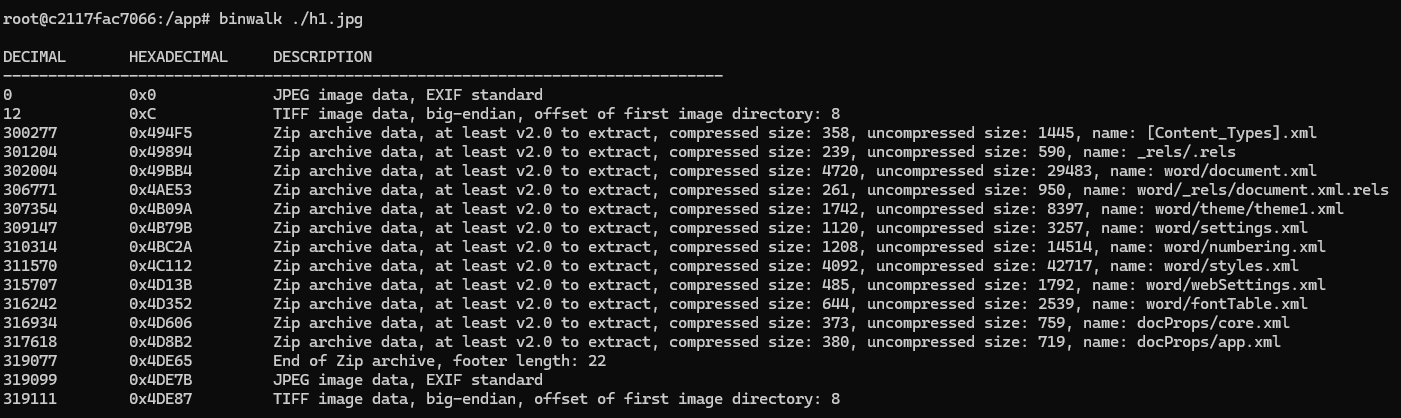 root@c2117fac7066:/app# binwalk ./h1.jpg
DECIMAL       HEXADECIMAL     DESCRIPTION
--------------------------------------------------------------------------------
0             0x0             JPEG image data, EXIF standard
12            0xC             TIFF image data, big-endian, offset of first image directory: 8
300277        0x494F5         Zip archive data, at least v2.0 to extract, compressed size: 358, uncompressed size: 1445, name: [Content_Types].xml
301204        0x49894         Zip archive data, at least v2.0 to extract, compressed size: 239, uncompressed size: 590, name: _rels/.rels
302004        0x49BB4         Zip archive data, at least v2.0 to extract, compressed size: 4720, uncompressed size: 29483, name: word/document.xml
306771        0x4AE53         Zip archive data, at least v2.0 to extract, compressed size: 261, uncompressed size: 950, name: word/_rels/document.xml.rels
307354        0x4B09A         Zip archive data, at least v2.0 to extract, compressed size: 1742, uncompressed size: 8397, name: word/theme/theme1.xml
309147        0x4B79B         Zip archive data, at least v2.0 to extract, compressed size: 1120, uncompressed size: 3257, name: word/settings.xml
310314        0x4BC2A         Zip archive data, at least v2.0 to extract, compressed size: 1208, uncompressed size: 14514, name: word/numbering.xml
311570        0x4C112         Zip archive data, at least v2.0 to extract, compressed size: 4092, uncompressed size: 42717, name: word/styles.xml
315707        0x4D13B         Zip archive data, at least v2.0 to extract, compressed size: 485, uncompressed size: 1792, name: word/webSettings.xml
316242        0x4D352         Zip archive data, at least v2.0 to extract, compressed size: 644, uncompressed size: 2539, name: word/fontTable.xml
316934        0x4D606         Zip archive data, at least v2.0 to extract, compressed size: 373, uncompressed size: 759, name: docProps/core.xml
317618        0x4D8B2         Zip archive data, at least v2.0 to extract, compressed size: 380, uncompressed size: 719, name: docProps/app.xml
319077        0x4DE65         End of Zip archive, footer length: 22
319099        0x4DE7B         JPEG image data, EXIF standard
319111        0x4DE87         TIFF image data, big-endian, offset of first image directory: 8